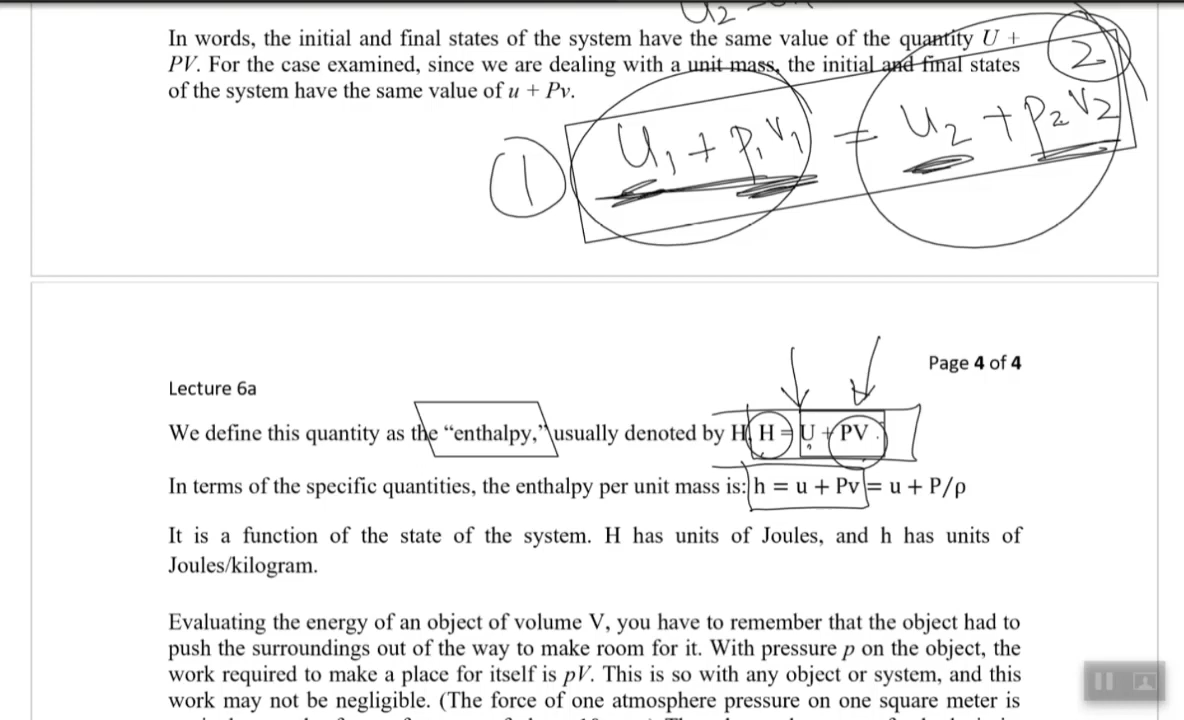 U2
In words, the initial and final states of the system have the same value of the quantity U +
PV. For the case examined, since we are dealing with a unit mass, the initial and final states
of the system have the same value of u + Pv.
2
1 U1 + P1V1 = U2 + P2V2
Page 4 of 4
Lecture 6a
We define this quantity as the “enthalpy,” usually denoted by H. H = U + PV .
In terms of the specific quantities, the enthalpy per unit mass is: h = u + Pv = u + P/ρ
It is a function of the state of the system. H has units of Joules, and h has units of
Joules/kilogram.
Evaluating the energy of an object of volume V, you have to remember that the object had to
push the surroundings out of the way to make room for it. With pressure p on the object, the
work required to make a place for itself is pV. This is so with any object or system, and this
work may not be negligible. (The force of one atmosphere pressure on one square meter is